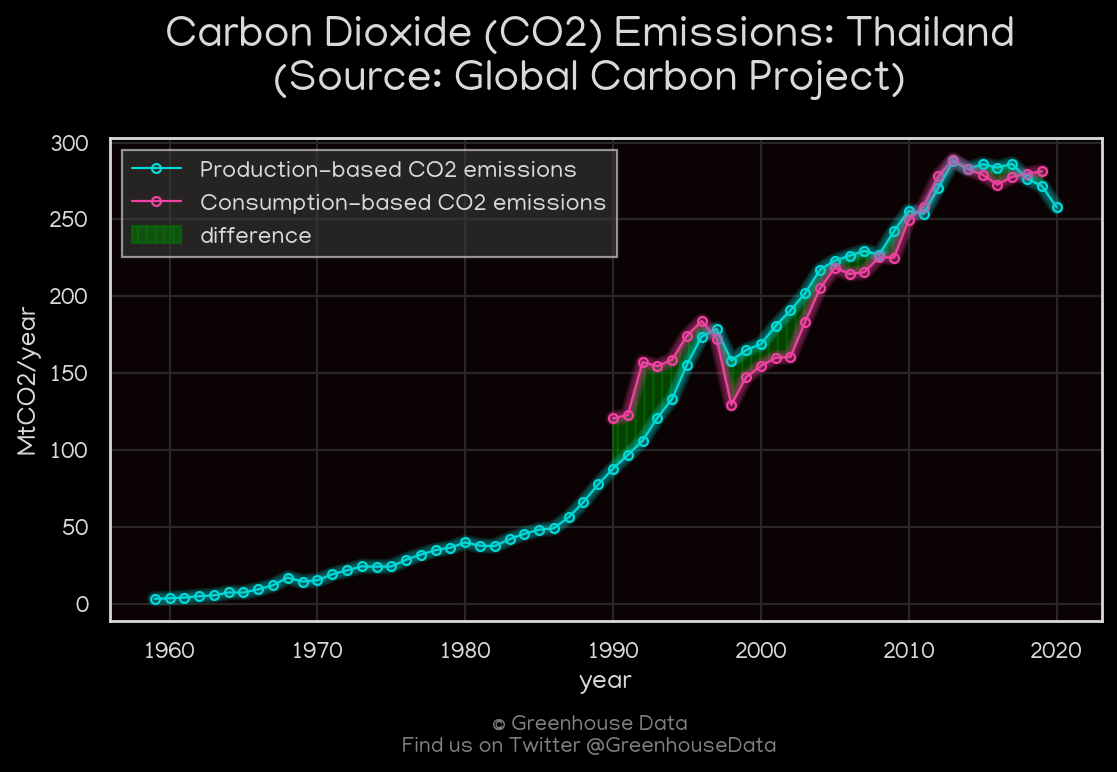 Carbon Dioxide (CO2) Emissions: Thailand
(Source: Global Carbon Project)
300
250
200
150
100
50
0
MtCO2/year
Production-based CO2 emissions
Consumption-based CO2 emissions
difference
1960 1970 1980 1990 2000 2010 2020
year
© Greenhouse Data
Find us on Twitter @GreenhouseData